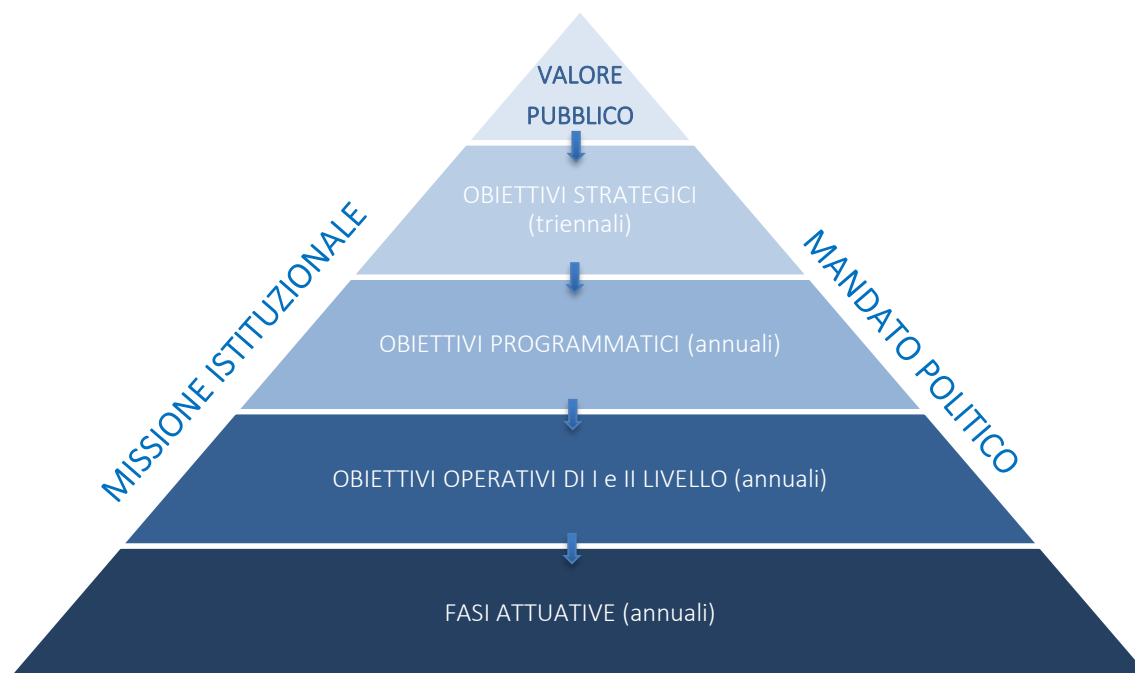 VALORE
PUBBLICO
OBIETTIVI STRATEGICI
(triennali)
MISSIONE ISTITUZIONALE
MANDATO POLITICO
OBIETTIVI PROGRAMMATICI (annuali)
OBIETTIVI OPERATIVI DI I e II LIVELLO (annuali)
FASI ATTUATIVE (annuali)